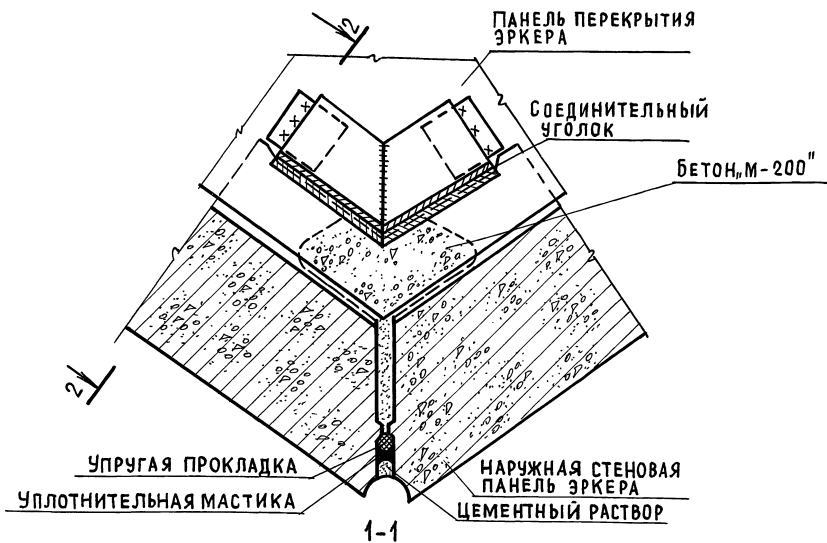 2
ПАНЕЛЬ ПЕРЕКРЫТИЯ
ЭРКЕРА
СОЕДИНИТЕЛЬНЫЙ
УГОЛОК
БЕТОН „М-200"
2
УПРУГАЯ ПРОКЛАДКА
УПЛОТНИТЕЛЬНАЯ МАСТИКА
НАРУЖНАЯ СТЕНОВАЯ
ПАНЕЛЬ ЭРКЕРА
ЦЕМЕНТНЫЙ РАСТВОР
1-1